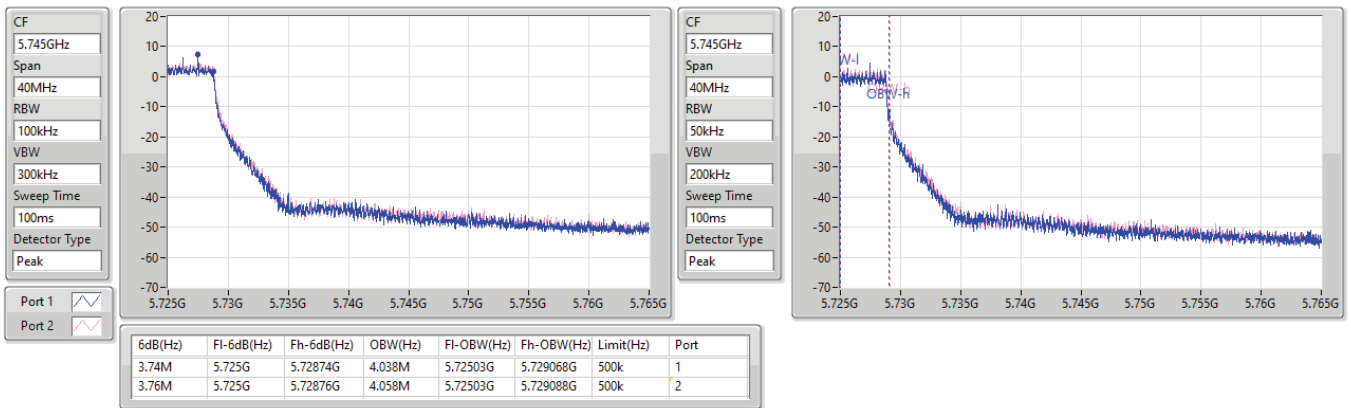 CF
5.745GHz
Span
40MHz
RBW
100kHz
VBW
300kHz
Sweep Time
100ms
Detector Type
Peak
Port 1
Port 2
20
10
0
-10
-20
-30
-40
-50
-60
-70
5.725G 5.73G 5.735G 5.74G 5.745G 5.75G 5.755G 5.76G 5.765G
CF
5.745GHz
Span
40MHz
RBW
50kHz
VBW
200kHz
Sweep Time
100ms
Detector Type
Peak
20
10
0
-10
-20
-30
-40
-50
-60
-70
W-l
OBW-h
5.725G 5.73G 5.735G 5.74G 5.745G 5.75G 5.755G 5.76G 5.765G
6dB(Hz) Fl-6dB(Hz) Fh-6dB(Hz) OBW(Hz) Fl-OBW(Hz) Fh-OBW(Hz) Limit(Hz) Port
3.74M 5.725G 5.72874G 4.038M 5.72503G 5.729068G 500k 1
3.76M 5.725G 5.72876G 4.058M 5.72503G 5.729088G 500k 2